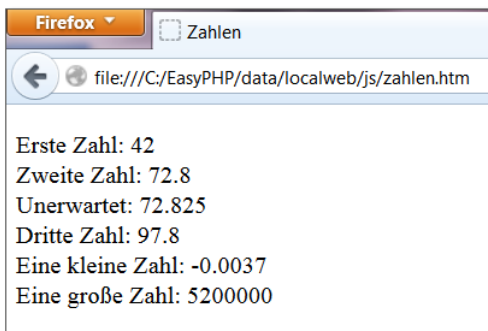 Firefox
Zahlen
file:///C:/EasyPHP/data/localweb/js/zahlen.htm
Erste Zahl: 42
Zweite Zahl: 72.8
Unerwartet: 72.825
Dritte Zahl: 97.8
Eine kleine Zahl: -0.0037
Eine große Zahl: 5200000